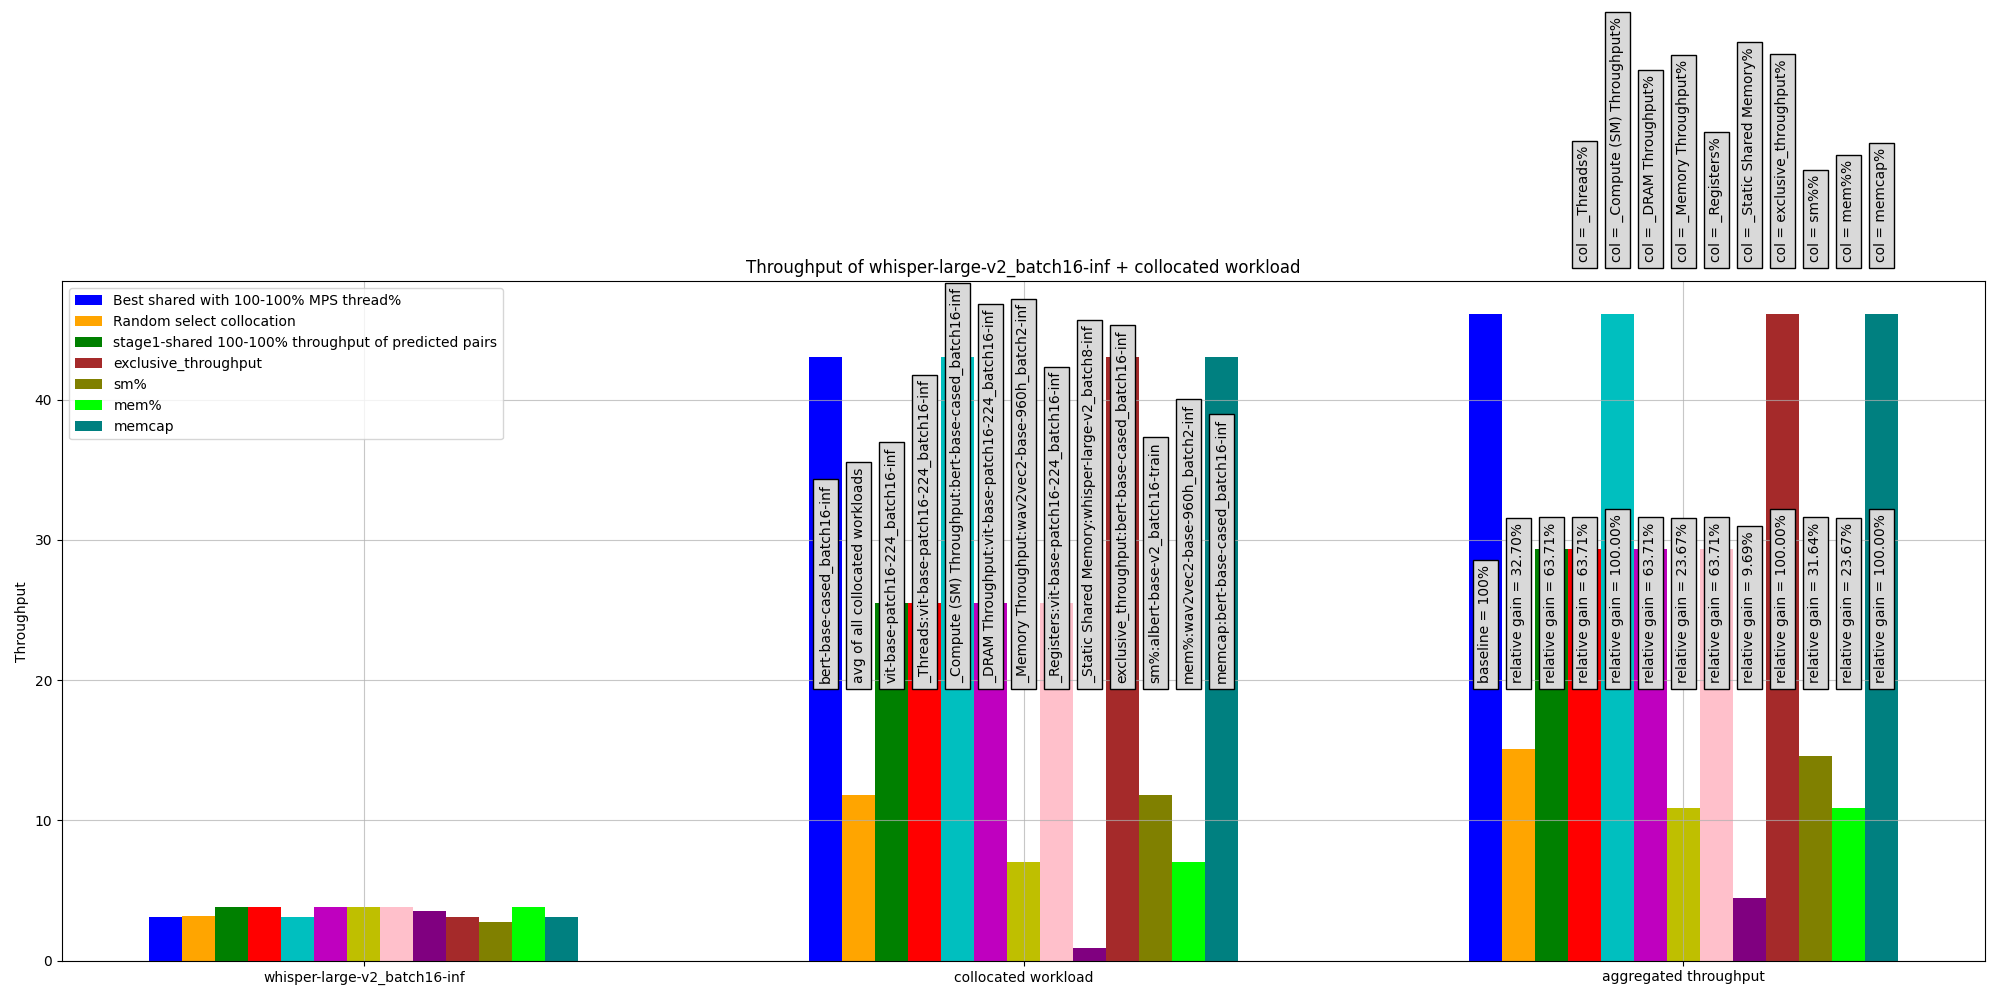 col = _Threads%
col = _Compute (SM) Throughput%
col = _DRAM Throughput%
col = _Memory Throughput%
col = _Registers%
col = _Static Shared Memory%
col = exclusive_throughput%
col = sm%%
col = mem%%
col = memcap%
Throughput of whisper-large-v2_batch16-inf + collocated workload
Best shared with 100-100% MPS thread%
Random select collocation
stage1-shared 100-100% throughput of predicted pairs
exclusive_throughput
sm%
mem%
memcap
Throughput
40
30
20
10
0
bert-base-cased_batch16-inf
avg of all collocated workloads
vit-base-patch16-224_batch16-inf
_Threads:vit-base-patch16-224_batch16-inf
_Compute (SM) Throughput:bert-base-cased_batch16-inf
_DRAM Throughput:vit-base-patch16-224_batch16-inf
_Memory Throughput:wav2vec2-base-960h_batch2-inf
_Registers:vit-base-patch16-224_batch16-inf
_Static Shared Memory:whisper-large-v2_batch8-inf
exclusive_throughput:bert-base-cased_batch16-inf
sm%:albert-base-v2_batch16-train
mem%:wav2vec2-base-960h_batch2-inf
memcap:bert-base-cased_batch16-inf
baseline = 100%
relative gain = 32.70%
relative gain = 63.71%
relative gain = 63.71%
relative gain = 100.00%
relative gain = 63.71%
relative gain = 23.67%
relative gain = 63.71%
relative gain = 9.69%
relative gain = 100.00%
relative gain = 31.64%
relative gain = 23.67%
relative gain = 100.00%
whisper-large-v2_batch16-inf
collocated workload
aggregated throughput